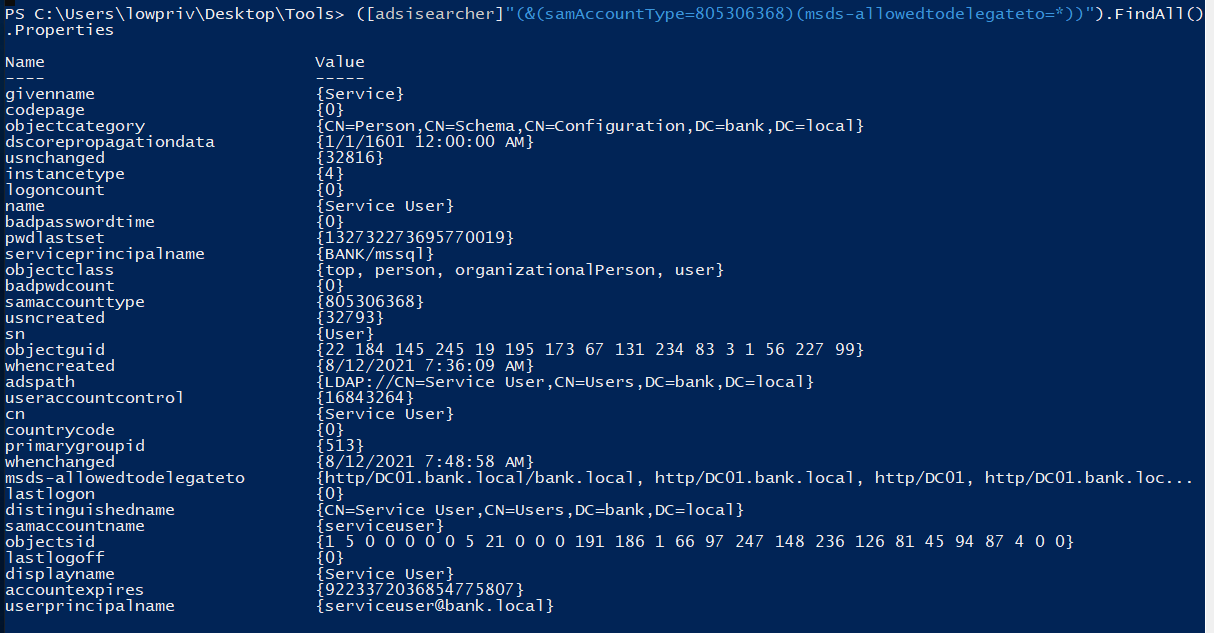 PS C:\Users\lowpriv\Desktop\Tools> ([adsisearcher]"(&(samAccountType=805306368)(msds-allowedtodelegateto=*))").FindAll()
.Properties
Name Value
---- -----
givenname {Service}
codepage {0}
objectcategory {CN=Person,CN=Schema,CN=Configuration,DC=bank,DC=local}
dscorepropagationdata {1/1/1601 12:00:00 AM}
usnchanged {32816}
instancetype {4}
logoncount {0}
name {Service User}
badpasswordtime {0}
pwdlastset {132732273695770019}
serviceprincipalname {BANK/mssql}
objectclass {top, person, organizationalPerson, user}
badpwdcount {0}
samaccounttype {805306368}
usncreated {32793}
sn {User}
objectguid {22 184 145 245 19 195 173 67 131 234 83 3 1 56 227 99}
whencreated {8/12/2021 7:36:09 AM}
adspath {LDAP://CN=Service User,CN=Users,DC=bank,DC=local}
useraccountcontrol {16843264}
cn {Service User}
countrycode {0}
primarygroupid {513}
whenchanged {8/12/2021 7:48:58 AM}
msds-allowedtodelegateto {http/DC01.bank.local/bank.local, http/DC01.bank.local, http/DC01, http/DC01.bank.loc...
lastlogon {0}
distinguishedname {CN=Service User,CN=Users,DC=bank,DC=local}
samaccountname {serviceuser}
objectsid {1 5 0 0 0 0 0 5 21 0 0 0 191 186 1 66 97 247 148 236 126 81 45 94 87 4 0 0}
lastlogoff {0}
displayname {Service User}
accountexpires {9223372036854775807}
userprincipalname {serviceuser@bank.local}